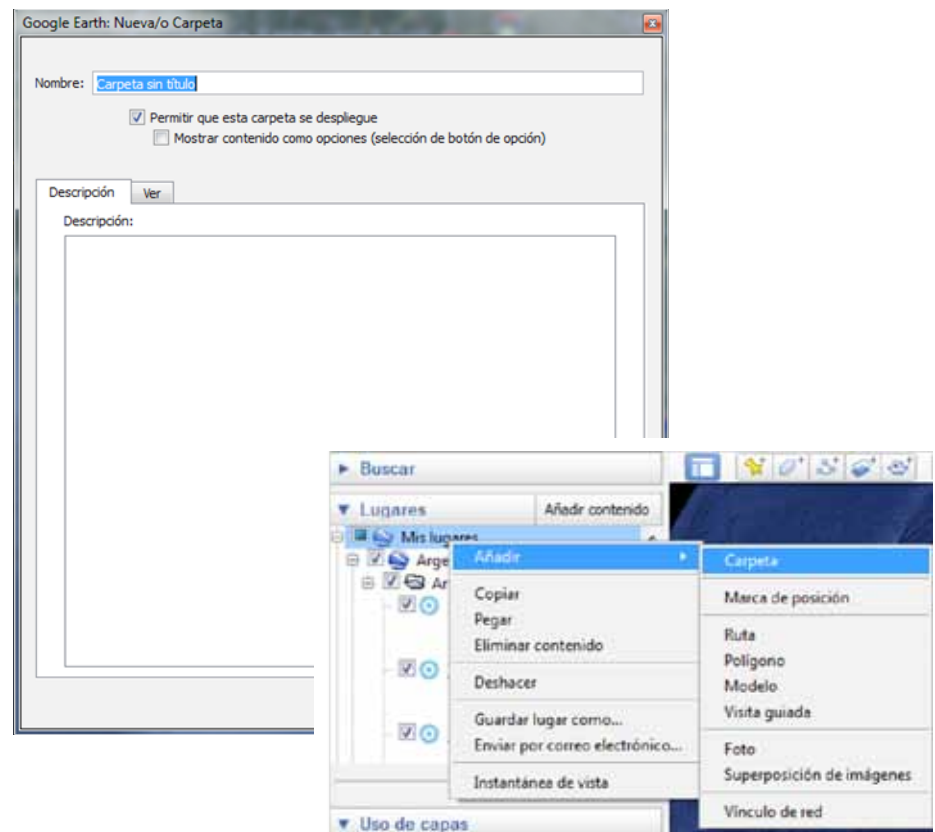 Google Earth: Nueva/o Carpeta
Nombre: Carpeta sin título
Permitir que esta carpeta se despliegue
Mostrar contenido como opciones (selección de botón de opción)
Descripción Ver
Descripción:
Buscar
Lugares Añadir contenido
Mis lugares
Arge
Ar
Añadir
Copiar
Pegar
Eliminar contenido
Deshacer
Guardar lugar como...
Enviar por correo electrónico...
Instantánea de vista
Carpeta
Marca de posición
Ruta
Polígono
Modelo
Visita guiada
Foto
Superposición de imágenes
Vínculo de red
Uso de capas